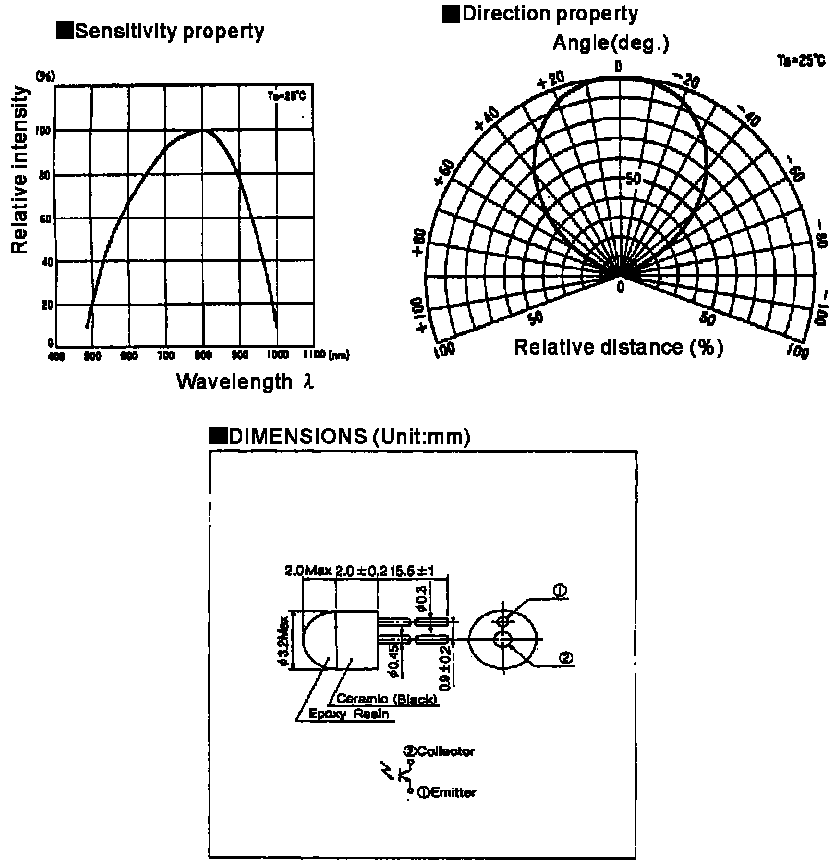 ■Sensitivity property
(%)
Ta=25°C
Relative intensity
100
80
60
40
20
0
400 500 600 700 800 900 1000 1100 (nm)
Wavelength λ
■Direction property
Angle(deg.)
Ta=25°C
0
+20 -20
+40 -40
+60 -60
+80 -80
+100 -100
50
0
50 50
100 100
Relative distance (%)
■DIMENSIONS (Unit:mm)
2.0Max 2.0±0.2 15.5±1
φ3.2Max
φ0.3
φ0.45
0.9±0.2
①
②
Ceramic (Black)
Epoxy Resin
②Collector
①Emitter